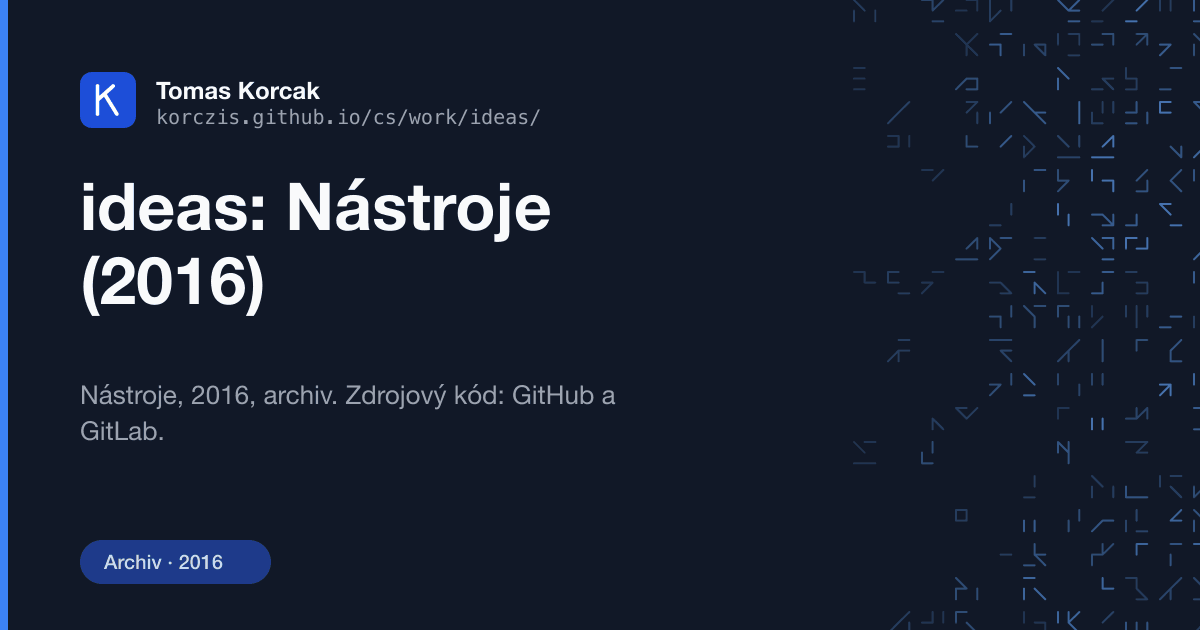 K
Tomas Korcak
korczis.github.io/cs/work/ideas/
ideas: Nástroje
(2016)
Nástroje, 2016, archiv. Zdrojový kód: GitHub a
GitLab.
Archiv · 2016